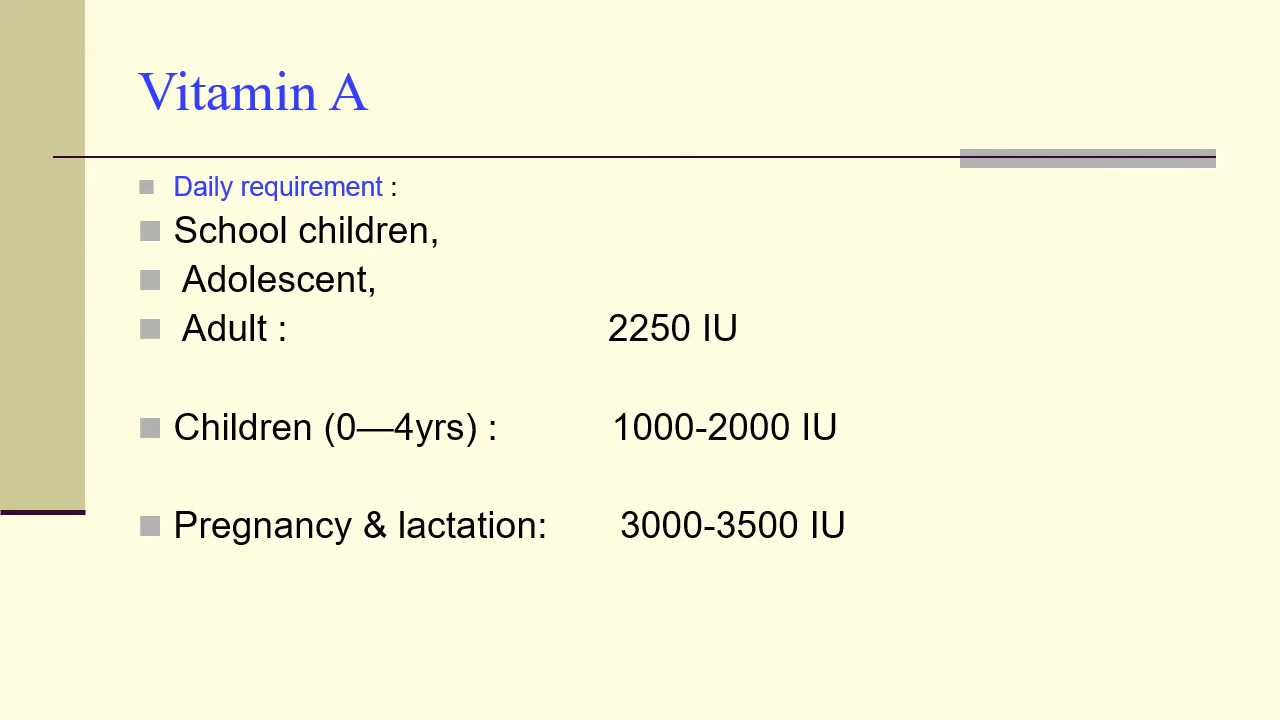 Vitamin A
Daily requirement :
School children,
Adolescent,
Adult : 2250 IU
Children (0—4yrs) : 1000-2000 IU
Pregnancy & lactation: 3000-3500 IU